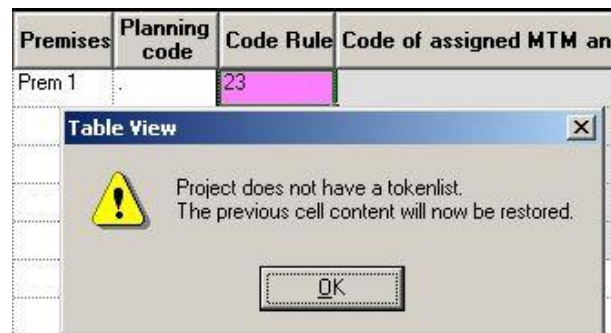 Premises Planning code Code Rule Code of assigned MTM an
Prem 1 . 23
Table View
Project does not have a tokenlist.
The previous cell content will now be restored.
OK